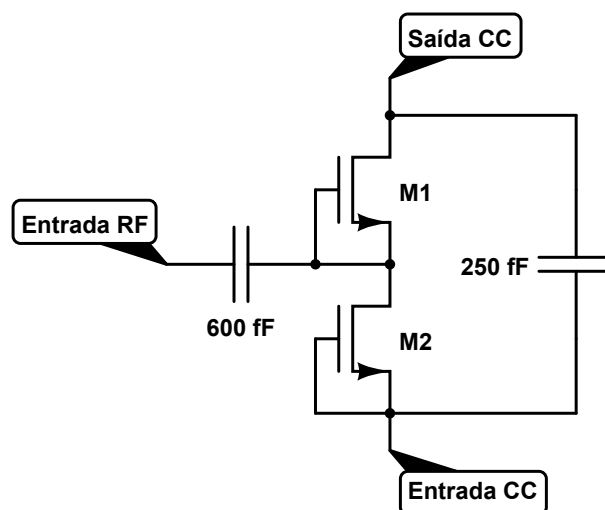 Saída CC
M1
Entrada RF
250 fF
600 fF
M2
Entrada CC